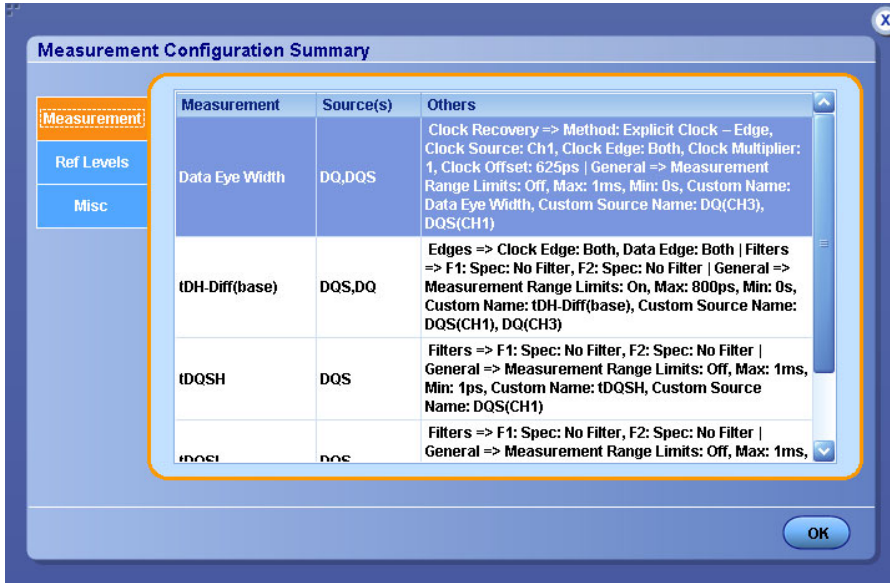 X
Measurement Configuration Summary
Measurement
Ref Levels
Misc
Measurement Source(s) Others
Data Eye Width DQ,DQS
Clock Recovery => Method: Explicit Clock – Edge,
Clock Source: Ch1, Clock Edge: Both, Clock Multiplier:
1, Clock Offset: 625ps | General => Measurement
Range Limits: Off, Max: 1ms, Min: 0s, Custom Name:
Data Eye Width, Custom Source Name: DQ(CH3),
DQS(CH1)
tDH-Diff(base) DQS,DQ
Edges => Clock Edge: Both, Data Edge: Both | Filters
=> F1: Spec: No Filter, F2: Spec: No Filter | General =>
Measurement Range Limits: On, Max: 800ps, Min: 0s,
Custom Name: tDH-Diff(base), Custom Source Name:
DQS(CH1), DQ(CH3)
tDQSH DQS
Filters => F1: Spec: No Filter, F2: Spec: No Filter |
General => Measurement Range Limits: Off, Max: 1ms,
Min: 1ps, Custom Name: tDQSH, Custom Source
Name: DQS(CH1)
tDQSL DQS
Filters => F1: Spec: No Filter, F2: Spec: No Filter |
General => Measurement Range Limits: Off, Max: 1ms,
OK